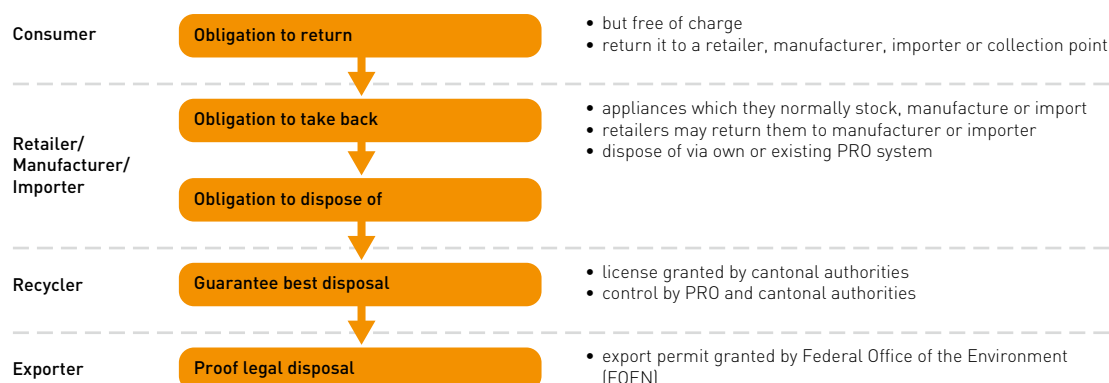 Consumer
Obligation to return
• but free of charge
• return it to a retailer, manufacturer, importer or collection point
Retailer/
Manufacturer/
Importer
Obligation to take back
• appliances which they normally stock, manufacture or import
• retailers may return them to manufacturer or importer
• dispose of via own or existing PRO system
Obligation to dispose of
Recycler
Guarantee best disposal
• license granted by cantonal authorities
• control by PRO and cantonal authorities
Exporter
Proof legal disposal
• export permit granted by Federal Office of the Environment
(FOEN)